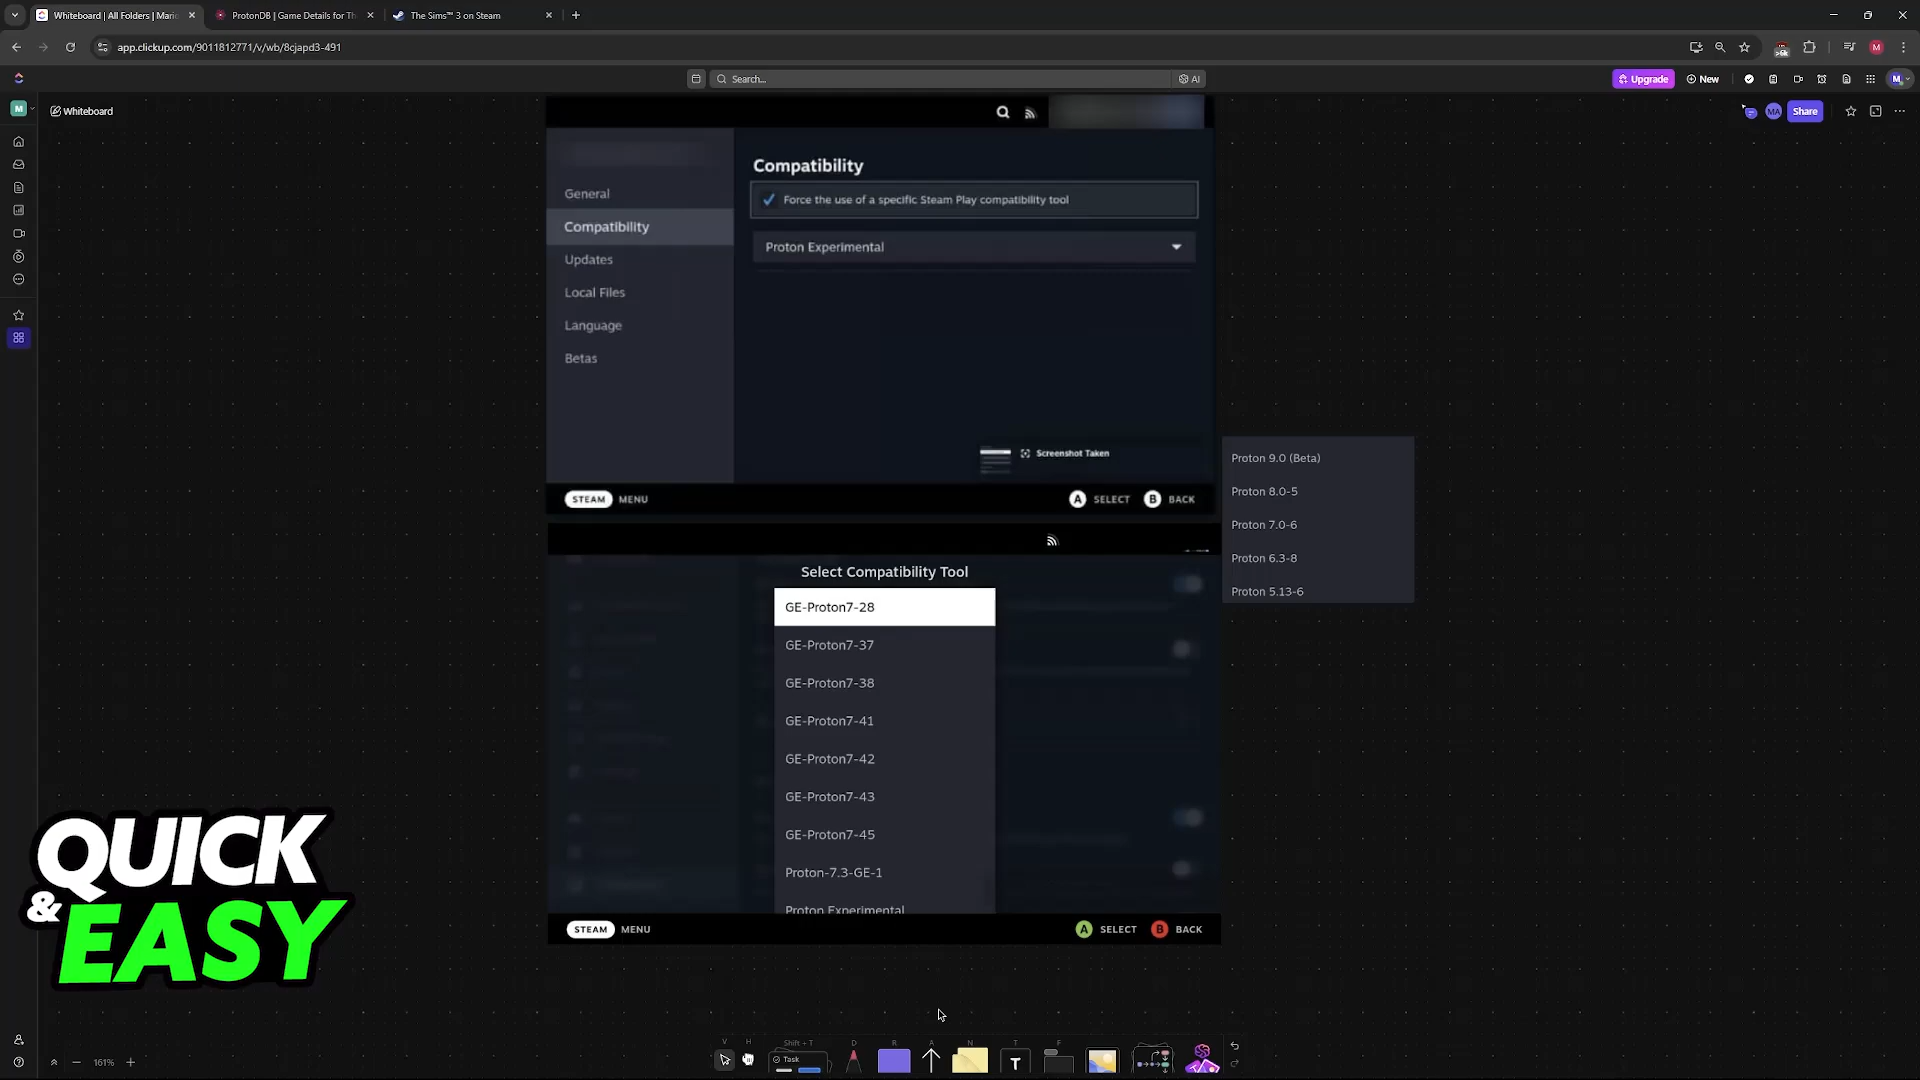 Whiteboard | All Folders | Mari
ProtonDB | Game Details for Th
The Sims™ 3 on Steam
app.clickup.com/9011812771/v/wb/8cjapd3-491
M
Search...
AI
Upgrade
New
M
M
Whiteboard
MA
Share
Compatibility
General
Force the use of a specific Steam Play compatibility tool
Compatibility
Proton Experimental
Updates
Local Files
Language
Betas
Screenshot Taken
STEAM MENU
A SELECT B BACK
Proton 9.0 (Beta)
Proton 8.0-5
Proton 7.0-6
Proton 6.3-8
Proton 5.13-6
Select Compatibility Tool
GE-Proton7-28
GE-Proton7-37
GE-Proton7-38
GE-Proton7-41
GE-Proton7-42
GE-Proton7-43
GE-Proton7-45
Proton-7.3-GE-1
Proton Experimental
STEAM MENU
A SELECT B BACK
QUICK
& EASY
V H Shift + T D R A N T F
Task
T
161%